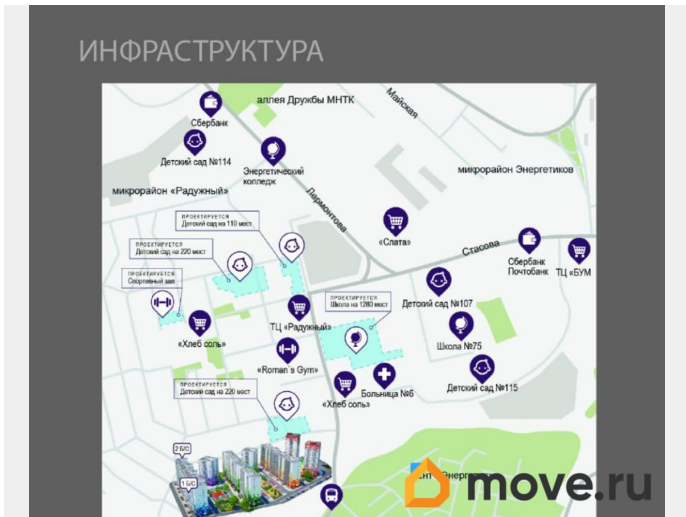 ИНФРАСТРУКТУРА
аллея Дружбы МНТК
Майская
Сбербанк
Детский сад №114
Энергетический
колледж
микрорайон Энергетиков
микрорайон «Радужный»
Лермонтова
ПРОЕКТИРУЕТСЯ
Детский сад на 110 мест
«Слата»
Стасова
ПРОЕКТИРУЕТСЯ
Детский сад на 220 мест
Сбербанк
Почтобанк
ТЦ «БУМ
ПРОЕКТИРУЕТСЯ
Спортивный зал
ПРОЕКТИРУЕТСЯ
Школа на 1280 мест
Детский сад №107
ТЦ «Радужный»
«Хлеб соль»
Школа №75
«Roman`s Gym»
ПРОЕКТИРУЕТСЯ
Детский сад на 220 мест
«Хлеб соль»
Больница №6
Детский сад №115
2 Б/С
1 Б/С
move.ru